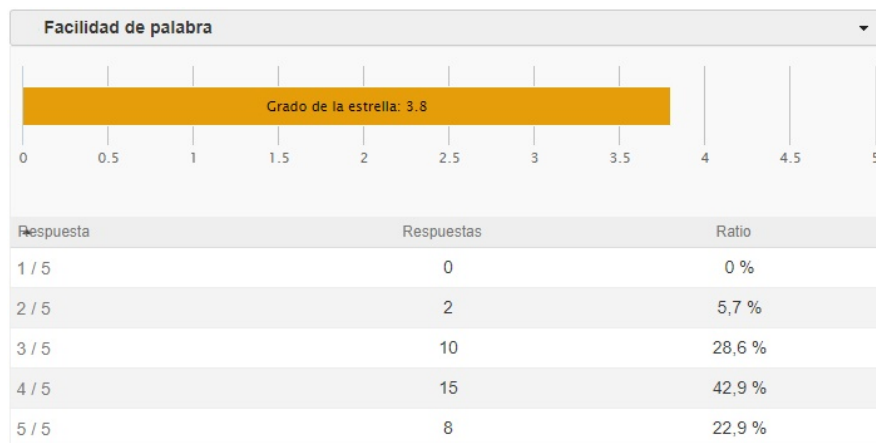 Facilidad de palabra
Grado de la estrella: 3.8
0 0.5 1 1.5 2 2.5 3 3.5 4 4.5 5
Respuesta Respuestas Ratio
1 / 5 0 0 %
2 / 5 2 5,7 %
3 / 5 10 28,6 %
4 / 5 15 42,9 %
5 / 5 8 22,9 %